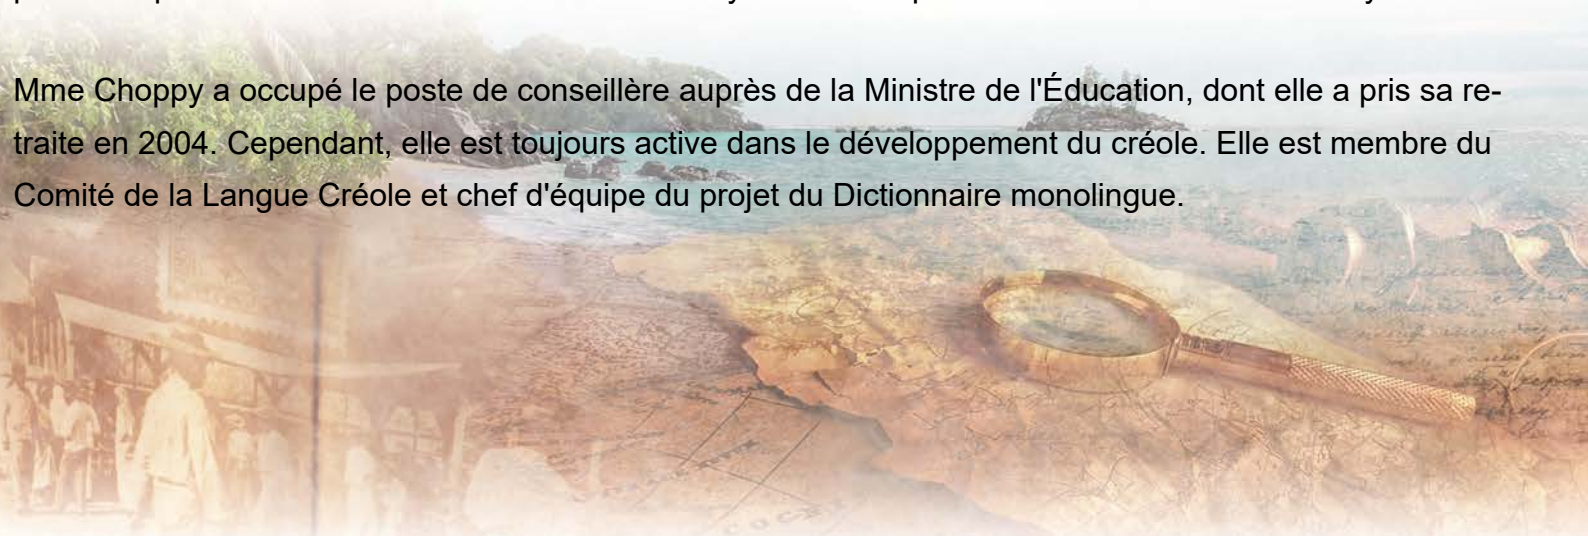 Mme Choppy a occupé le poste de conseillère auprès de la Ministre de l'Éducation, dont elle a pris sa re-
traite en 2004. Cependant, elle est toujours active dans le développement du créole. Elle est membre du
Comité de la Langue Créole et chef d'équipe du projet du Dictionnaire monolingue.